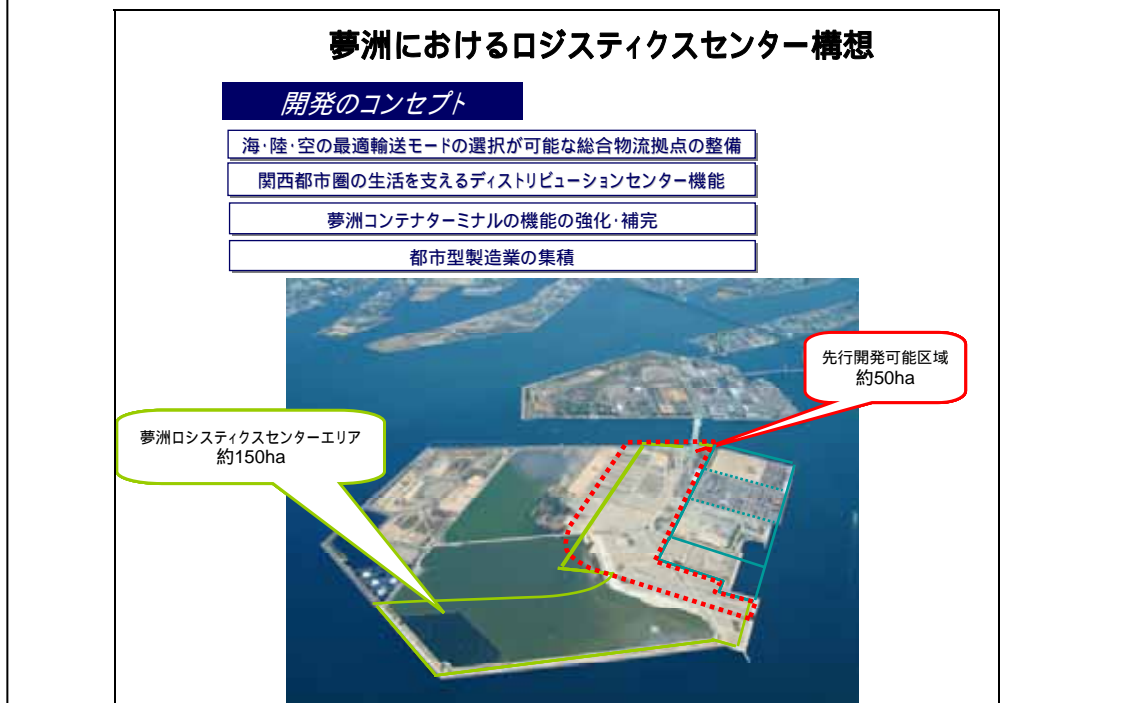 夢洲におけるロジスティクスセンター構想
開発のコンセプト
海・陸・空の最適輸送モードの選択が可能な総合物流拠点の整備
関西都市圏の生活を支えるディストリビューションセンター機能
夢洲コンテナターミナルの機能の強化・補完
都市型製造業の集積
先行開発可能区域
約50ha
夢洲ロシスティクスセンターエリア
約150ha